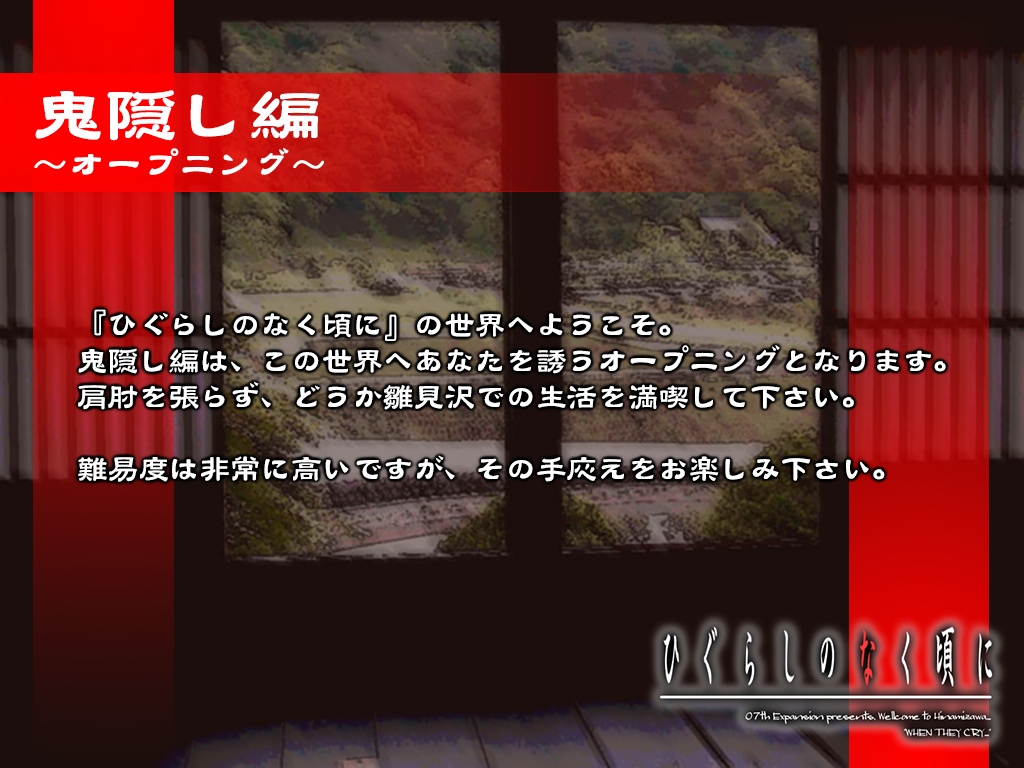 鬼隠し編
～オープニング～
『ひぐらしのなく頃に』の世界へようこそ。
鬼隠し編は、この世界へあなたを誘うオープニングとなります。
肩肘を張らず、どうか雛見沢での生活を満喫して下さい。
難易度は非常に高いですが、その手応えをお楽しみ下さい。
ひぐらしのなく頃に
07th Expansion presents. Wellcome to Hinamizawa...
"WHEN THEY CRY..."